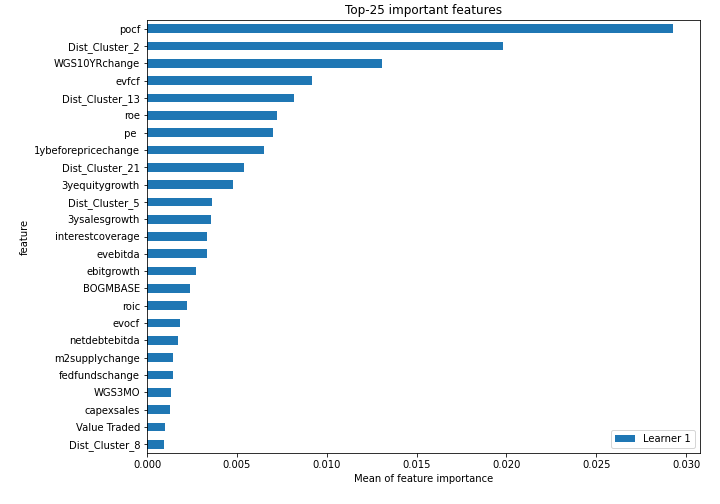 Top-25 important features
pocf
Dist_Cluster_2
WGS10YRchange
evfcf
Dist_Cluster_13
roe
pe
1ybeforepricechange
Dist_Cluster_21
3yequitygrowth
Dist_Cluster_5
3ysalesgrowth
interestcoverage
evebitda
ebitgrowth
BOGMBASE
roic
evocf
netdebtebitda
m2supplychange
fedfundschange
WGS3MO
capexsales
Value Traded
Dist_Cluster_8
feature
Learner 1
0.000 0.005 0.010 0.015 0.020 0.025 0.030
Mean of feature importance